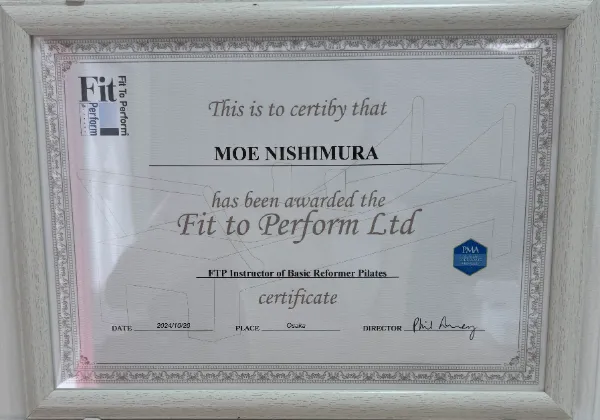 Fit
Perform
Fit To Perform
This is to certiby that
MOE NISHIMURA
has been awarded the
Fit to Perform Ltd
PMA
FTP Instructor of Basic Reformer Pilates
certificate
DATE 2024/10/20 PLACE Osaka DIRECTOR